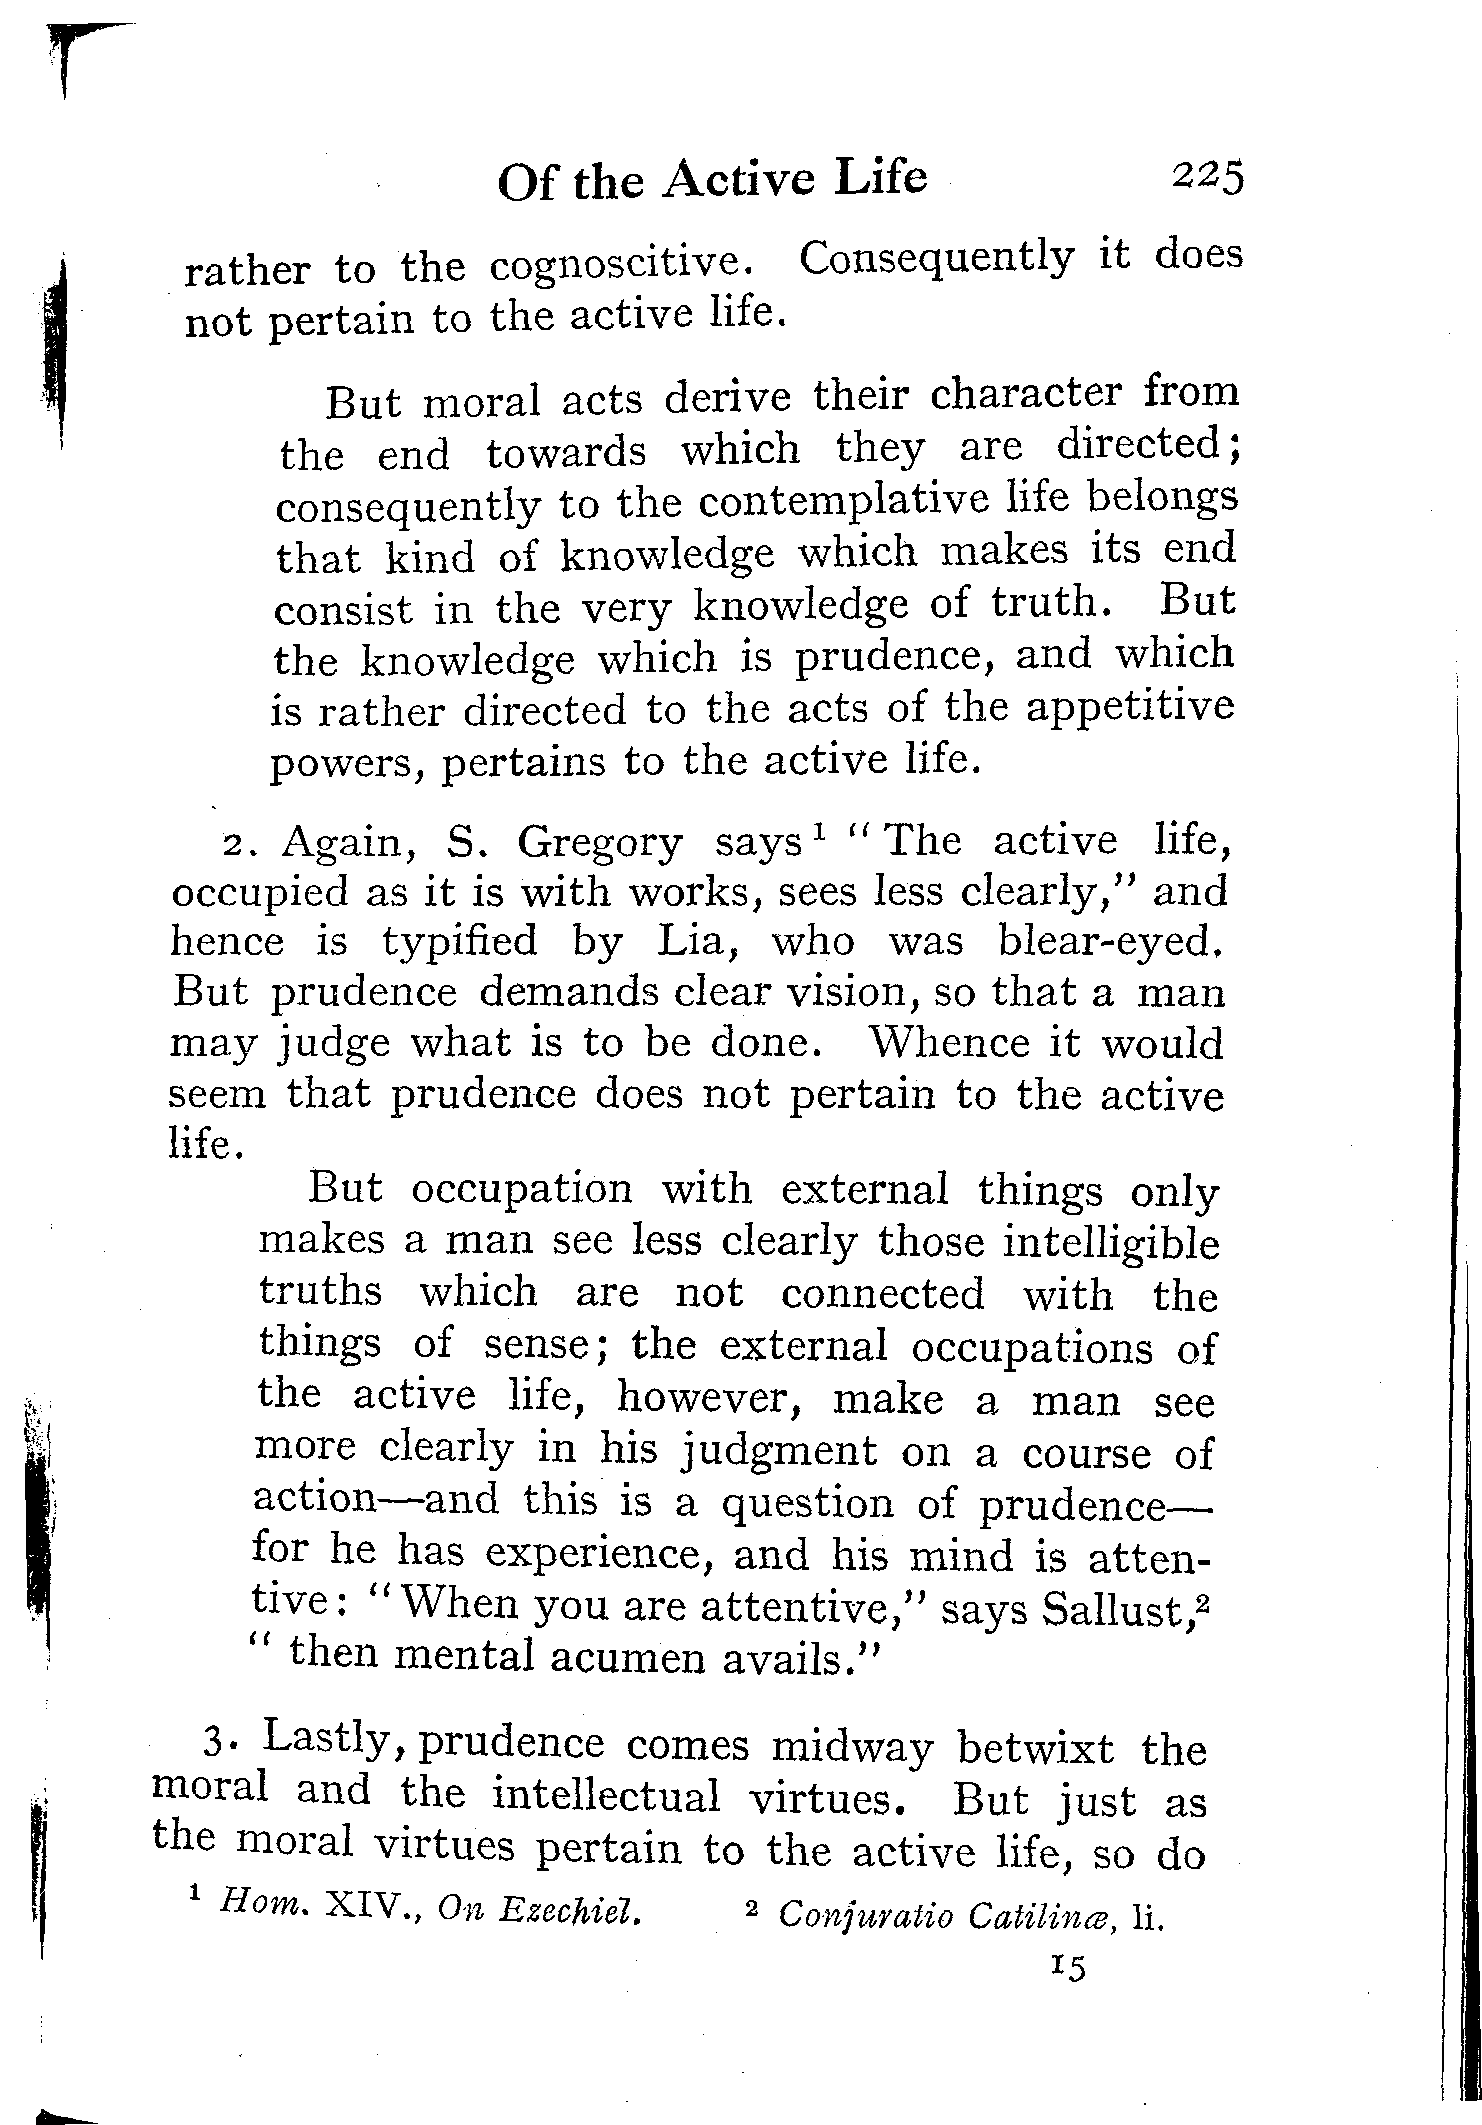 Of the Active Life 225
rather to the cognoscitive. Consequently it does
not pertain to the active life.
But moral acts derive their character from
the end towards which they are directed;
consequently to the contemplative life belongs
that kind of knowledge which makes its end
consist in the very knowledge of truth. But
the knowledge which is prudence, and which
is rather directed to the acts of the appetitive
powers, pertains to the active life.
2. Again, S. Gregory says ¹ “ The active life,
occupied as it is with works, sees less clearly,” and
hence is typified by Lia, who was blear-eyed.
But prudence demands clear vision, so that a man
may judge what is to be done. Whence it would
seem that prudence does not pertain to the active
life.
But occupation with external things only
makes a man see less clearly those intelligible
truths which are not connected with the
things of sense; the external occupations of
the active life, however, make a man see
more clearly in his judgment on a course of
action—and this is a question of prudence—
for he has experience, and his mind is atten-
tive: “When you are attentive,” says Sallust,²
“ then mental acumen avails.”
3. Lastly, prudence comes midway betwixt the
moral and the intellectual virtues. But just as
the moral virtues pertain to the active life, so do
¹ Hom. XIV., On Ezechiel. ² Conjuratio Catilinæ, li.
15